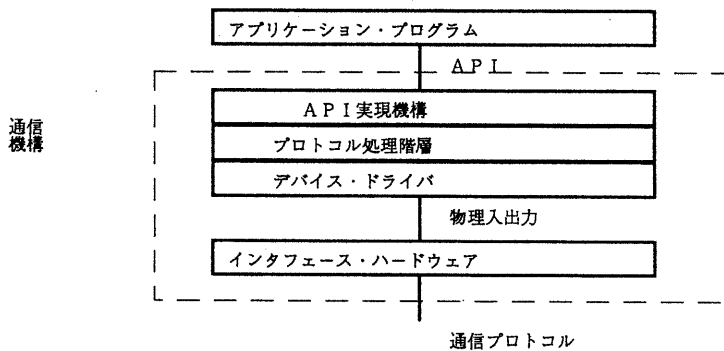 アプリケーション・プログラム
API
API実現機構
通信
機構
プロトコル処理階層
デバイス・ドライバ
物理入出力
インタフェース・ハードウェア
通信プロトコル